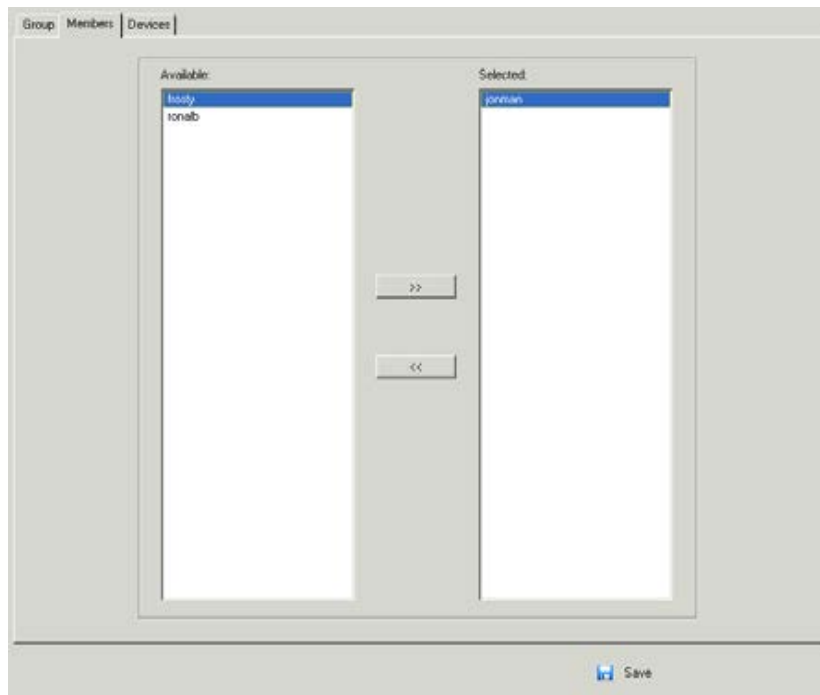 Group Members Devices
Available: Selected:
frosty jonman
ronalb
>>
<<
Save